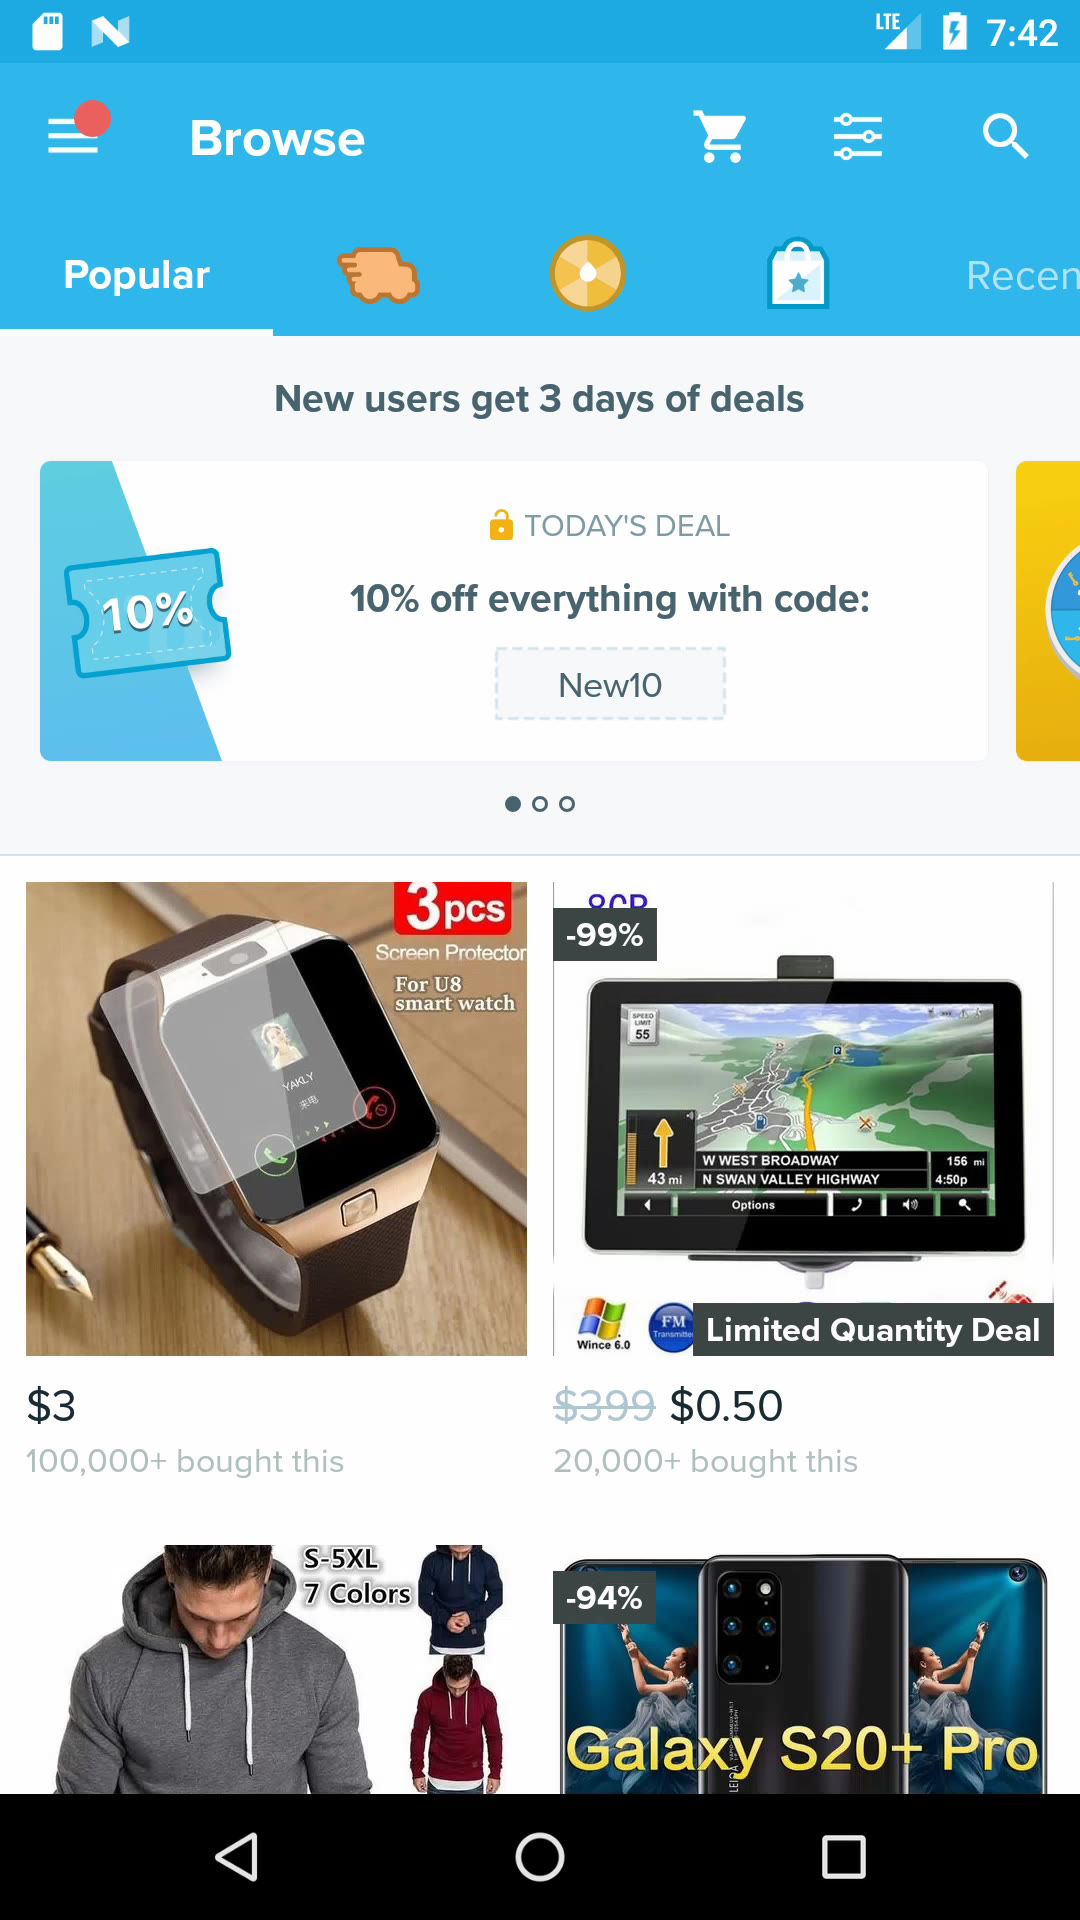 LTE 7:42
Browse
Popular
Recen
New users get 3 days of deals
TODAY'S DEAL
10%
10% off everything with code:
New10
3pcs
Screen Protector
For U8
smart watch
YAKLY
来电
8GB
-99%
SPEED
LIMIT
55
W WEST BROADWAY
156 mi
43 mi
N SWAN VALLEY HIGHWAY
4:50p
Options
Wince 6.0
FM
Transmitter
Limited Quantity Deal
$3
100,000+ bought this
$399 $0.50
20,000+ bought this
S-5XL
7 Colors
-94%
Galaxy S20+ Pro